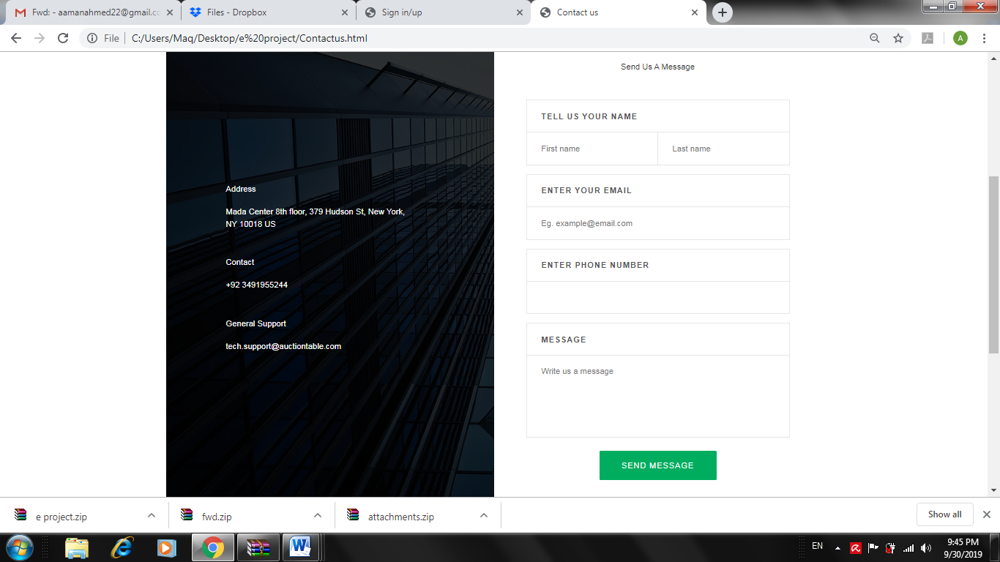 Fwd: - aamanahmed22@gmail.cc
Files - Dropbox
Sign in/up
Contact us
File
C:/Users/Maq/Desktop/e%20project/Contactus.html
A
Send Us A Message
TELL US YOUR NAME
First name
Last name
ENTER YOUR EMAIL
Eg. example@email.com
ENTER PHONE NUMBER
MESSAGE
Write us a message
SEND MESSAGE
Address
Mada Center 8th floor, 379 Hudson St, New York,
NY 10018 US
Contact
+92 3491955244
General Support
tech.support@auctiontable.com
e project.zip
fwd.zip
attachments.zip
Show all
EN
9:45 PM
9/30/2019